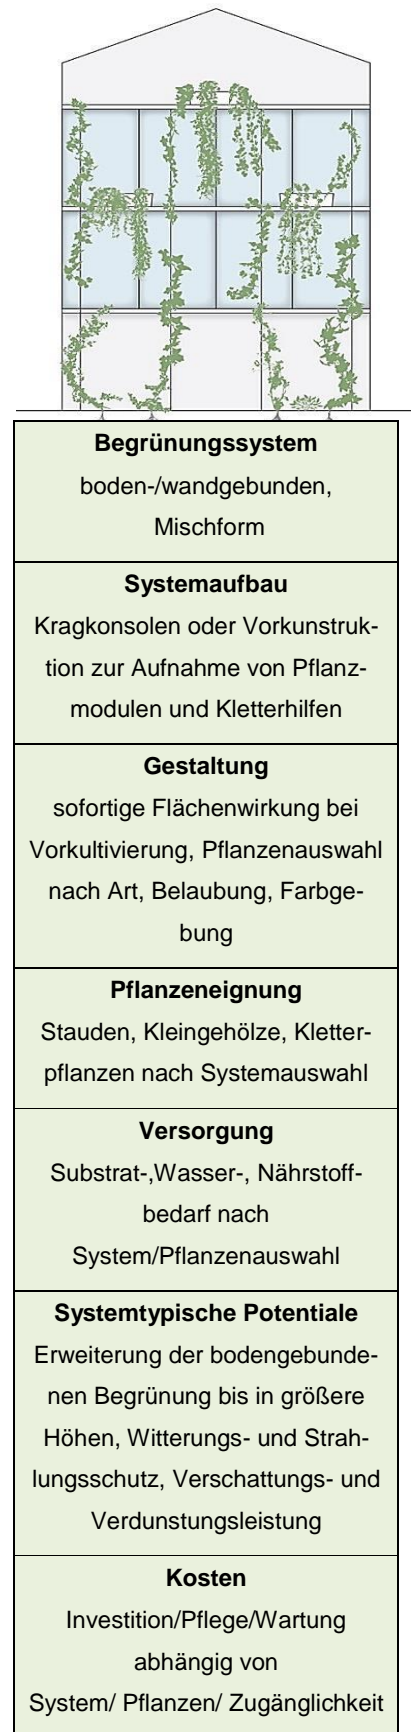 Begrünungssystem
boden-/wandgebunden,
Mischform
Systemaufbau
Kragkonsolen oder Vorkunstruk-
tion zur Aufnahme von Pflanz-
modulen und Kletterhilfen
Gestaltung
sofortige Flächenwirkung bei
Vorkultivierung, Pflanzenauswahl
nach Art, Belaubung, Farbge-
bung
Pflanzeneignung
Stauden, Kleingehölze, Kletter-
pflanzen nach Systemauswahl
Versorgung
Substrat-,Wasser-, Nährstoff-
bedarf nach
System/Pflanzenauswahl
Systemtypische Potentiale
Erweiterung der bodengebunde-
nen Begrünung bis in größere
Höhen, Witterungs- und Strah-
lungsschutz, Verschattungs- und
Verdunstungsleistung
Kosten
Investition/Pflege/Wartung
abhängig von
System/ Pflanzen/ Zugänglichkeit